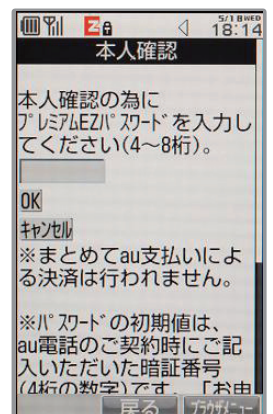 5/18 WED
18:14
本人確認
本人確認の為に
ﾌﾟﾚﾐｱﾑEZﾊﾟｽﾜｰﾄﾞを入力し
てください(4～8桁)。
OK
ｷｬﾝｾﾙ
※まとめてau支払いによ
る決済は行われません。
※ﾊﾟｽﾜｰﾄﾞの初期値は、
au電話のご契約時にご記
入いただいた暗証番号
(4桁の数字)です。「お申
戻る ﾌﾞﾗｳｻﾞﾒﾆｭｰ